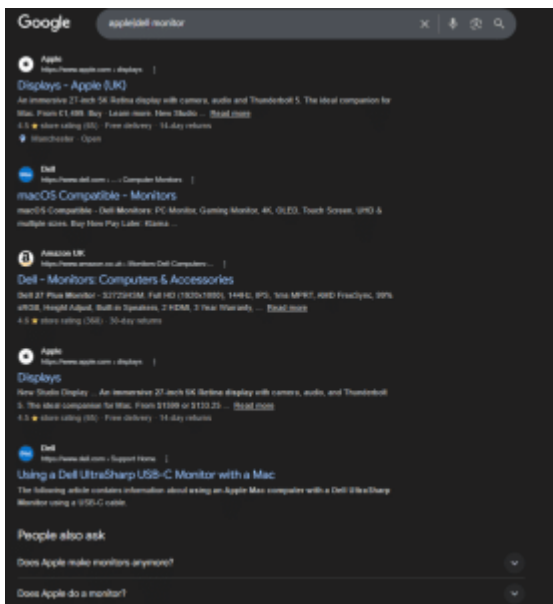 Google
apple|dell monitor
Apple
https://www.apple.com › displays
Displays - Apple (UK)
An immersive 27-inch 5K Retina display with camera, audio and Thunderbolt 5. The ideal companion for
Mac. From £1,499. Buy · Learn more. New Studio ... Read more
4.5 ★ store rating (65) · Free delivery · 14-day returns
Manchester · Open
Dell
https://www.dell.com › ... › Computer Monitors
macOS Compatible - Monitors
macOS Compatible - Dell Monitors: PC Monitor, Gaming Monitor, 4K, OLED, Touch Screen, UHD &
multiple sizes. Buy Now Pay Later: Klarna ...
Amazon UK
https://www.amazon.co.uk › Monitors-Dell-Computers-...
Dell - Monitors: Computers & Accessories
Dell 27 Plus Monitor - S2725HSM, Full HD (1920x1080), 144Hz, IPS, 1ms MPRT, AMD FreeSync, 99%
sRGB, Height Adjust, Built in Speakers, 2 HDMI, 3 Year Warranty, ... Read more
4.5 ★ store rating (368) · 30-day returns
Apple
https://www.apple.com › displays
Displays
New Studio Display ... An immersive 27-inch 5K Retina display with camera, audio, and Thunderbolt
5. The ideal companion for Mac. From $1599 or $133.25 ... Read more
4.5 ★ store rating (65) · Free delivery · 14-day returns
Dell
https://www.dell.com › Support Home
Using a Dell UltraSharp USB-C Monitor with a Mac
The following article contains information about using an Apple Mac computer with a Dell UltraSharp
Monitor using a USB-C cable.
People also ask
Does Apple make monitors anymore?
Does Apple do a monitor?